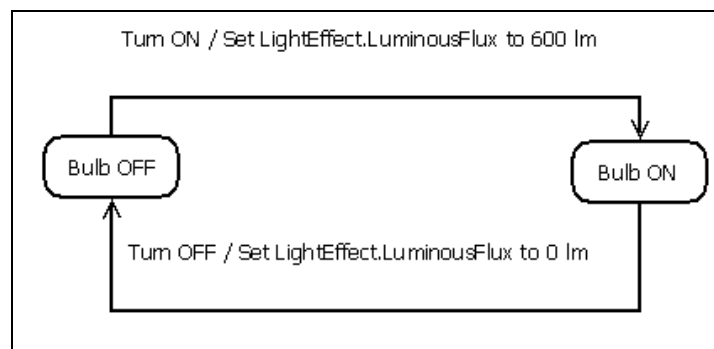 Turn ON / Set LightEffect.LuminousFlux to 600 lm
Bulb OFF
Bulb ON
Turn OFF / Set LightEffect.LuminousFlux to 0 lm